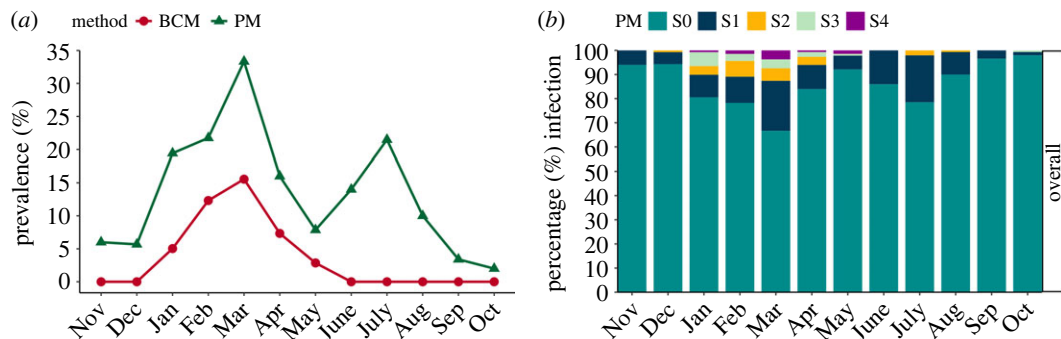 (a) method BCM PM
prevalence (%)
35
30
25
20
15
10
5
0
Nov Dec Jan Feb Mar Apr May June July Aug Sep Oct
(b) PM S0 S1 S2 S3 S4
percentage (%) infection
100
90
80
70
60
50
40
30
20
10
0
Nov Dec Jan Feb Mar Apr May June July Aug Sep Oct
overall